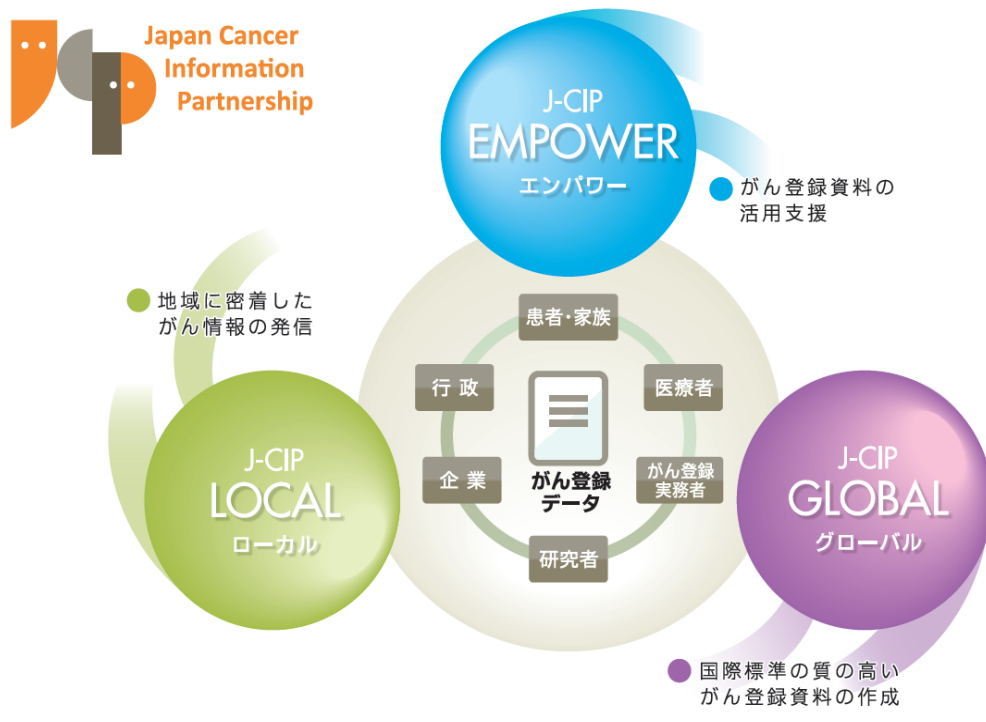 Japan Cancer
Information
Partnership
J-CIP
EMPOWER
エンパワー
がん登録資料の
活用支援
地域に密着した
がん情報の発信
患者・家族
行政
医療者
企業
がん登録
実務者
研究者
がん登録
データ
J-CIP
LOCAL
ローカル
J-CIP
GLOBAL
グローバル
国際標準の質の高い
がん登録資料の作成